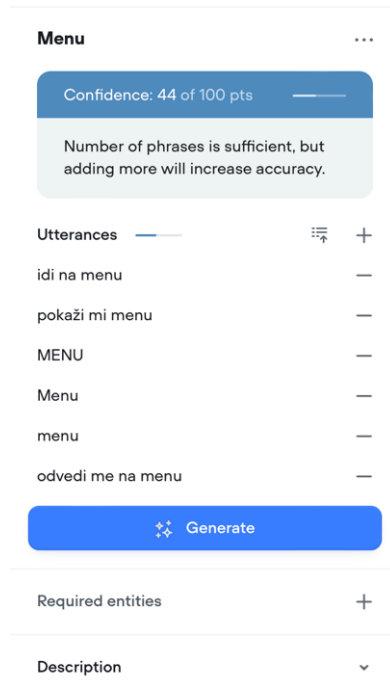 Menu
Confidence: 44 of 100 pts
Number of phrases is sufficient, but
adding more will increase accuracy.
Utterances
idi na menu
pokaži mi menu
MENU
Menu
menu
odvedi me na menu
Generate
Required entities
Description